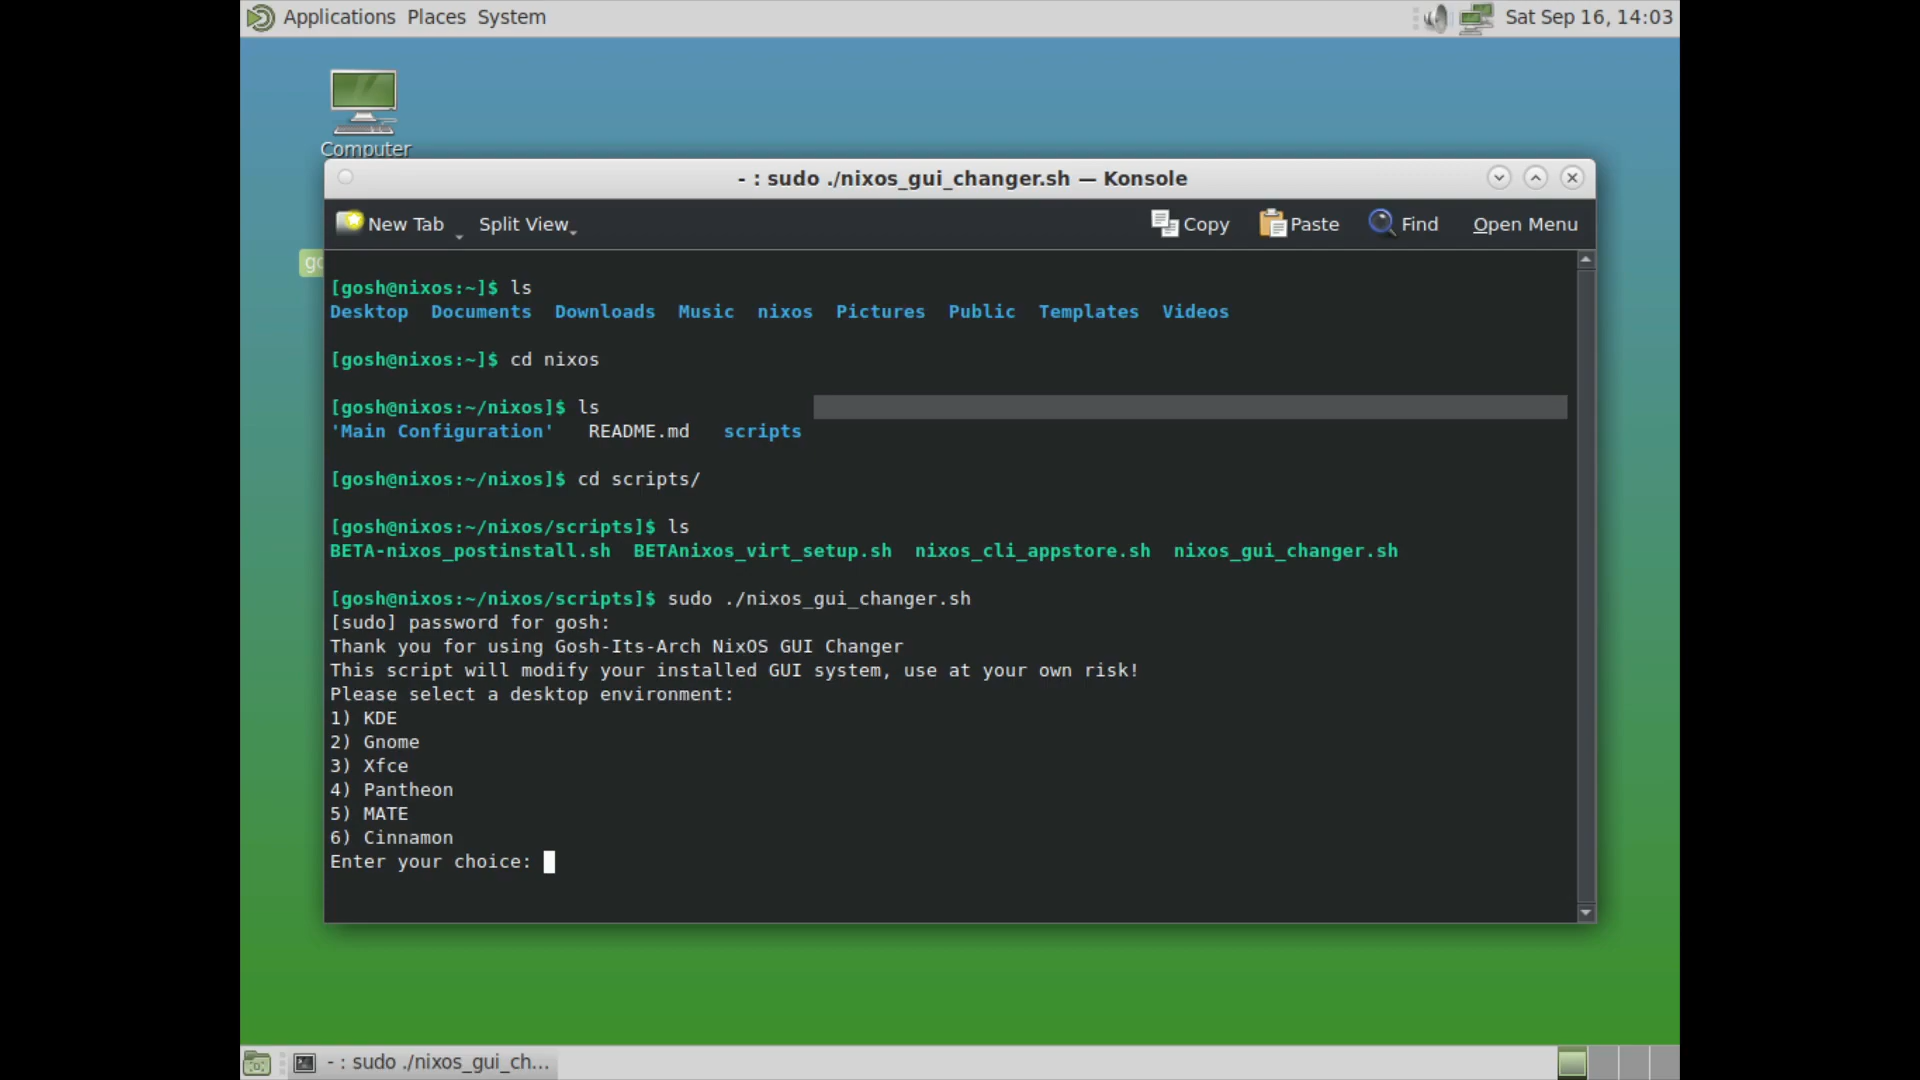 Applications Places System
Sat Sep 16, 14:03
Computer
- : sudo ./nixos_gui_changer.sh — Konsole
New Tab Split View Copy Paste Find Open Menu
[gosh@nixos:~]$ ls
Desktop Documents Downloads Music nixos Pictures Public Templates Videos
[gosh@nixos:~]$ cd nixos
[gosh@nixos:~/nixos]$ ls
'Main Configuration' README.md scripts
[gosh@nixos:~/nixos]$ cd scripts/
[gosh@nixos:~/nixos/scripts]$ ls
BETA-nixos_postinstall.sh BETAnixos_virt_setup.sh nixos_cli_appstore.sh nixos_gui_changer.sh
[gosh@nixos:~/nixos/scripts]$ sudo ./nixos_gui_changer.sh
[sudo] password for gosh:
Thank you for using Gosh-Its-Arch NixOS GUI Changer
This script will modify your installed GUI system, use at your own risk!
Please select a desktop environment:
1) KDE
2) Gnome
3) Xfce
4) Pantheon
5) MATE
6) Cinnamon
Enter your choice:
- : sudo ./nixos_gui_ch...